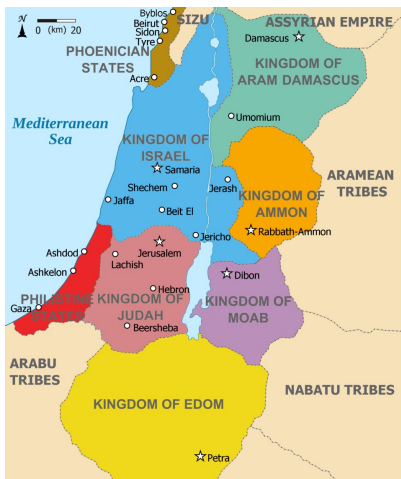 Byblos
Beirut
Sidon
Tyre
Acre
SIZU
ASSYRIAN EMPIRE
N
0 (km) 20
PHOENICIAN
STATES
Damascus
KINGDOM OF
ARAM DAMASCUS
Mediterranean
Sea
Umomium
KINGDOM OF
ISRAEL
Samaria
Shechem
Jerash
Jaffa
Beit El
ARAMEAN
TRIBES
KINGDOM OF
AMMON
Rabbath-Ammon
Jericho
Ashdod
Jerusalem
Lachish
Ashkelon
Dibon
Gaza
PHILISTINE
STATES
Hebron
KINGDOM OF
JUDAH
Beersheba
KINGDOM OF
MOAB
ARABU
TRIBES
NABATU TRIBES
KINGDOM OF EDOM
Petra